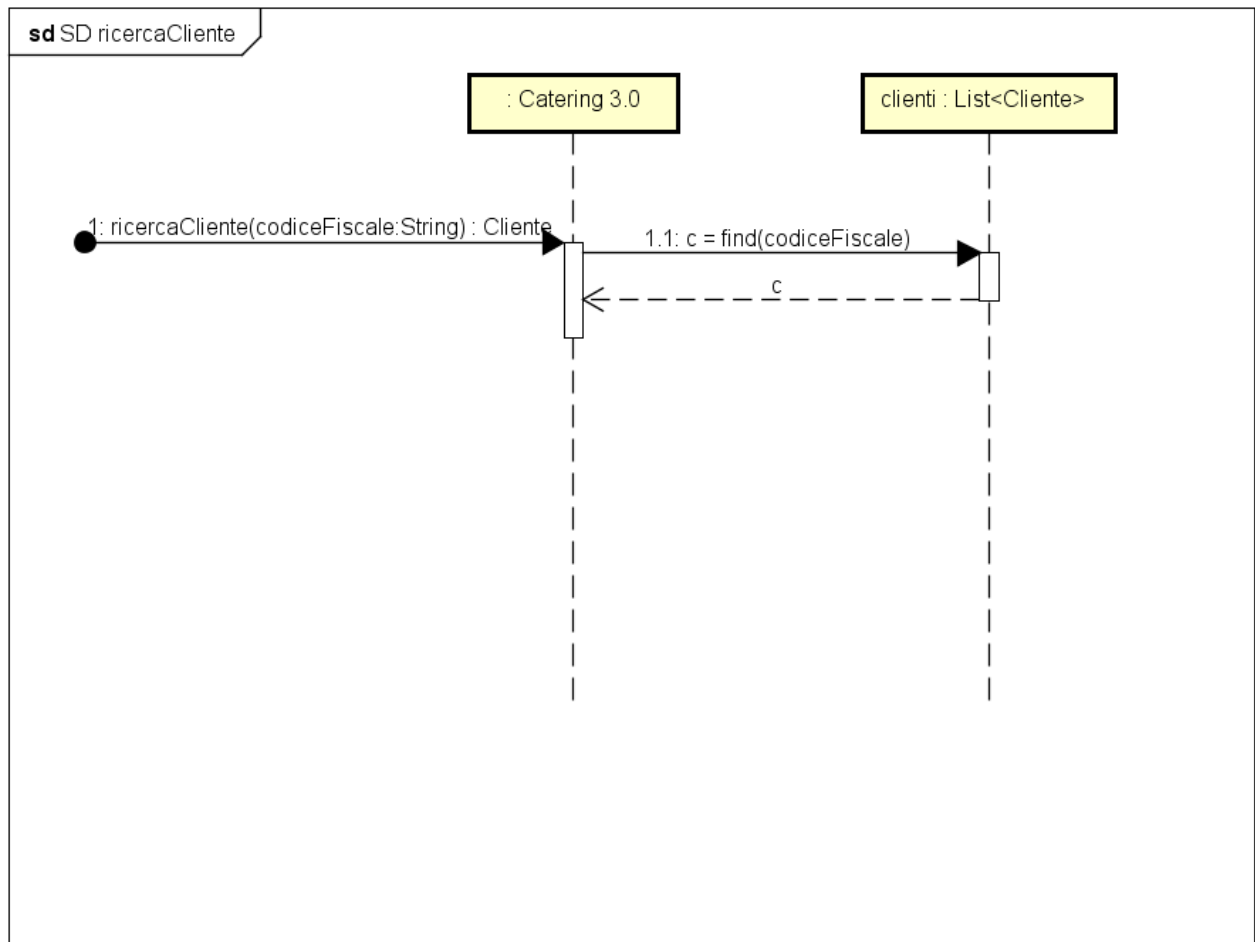 sd SD ricercaCliente
: Catering 3.0
clienti : List<Cliente>
1: ricercaCliente(codiceFiscale:String) : Cliente
1.1: c = find(codiceFiscale)
c